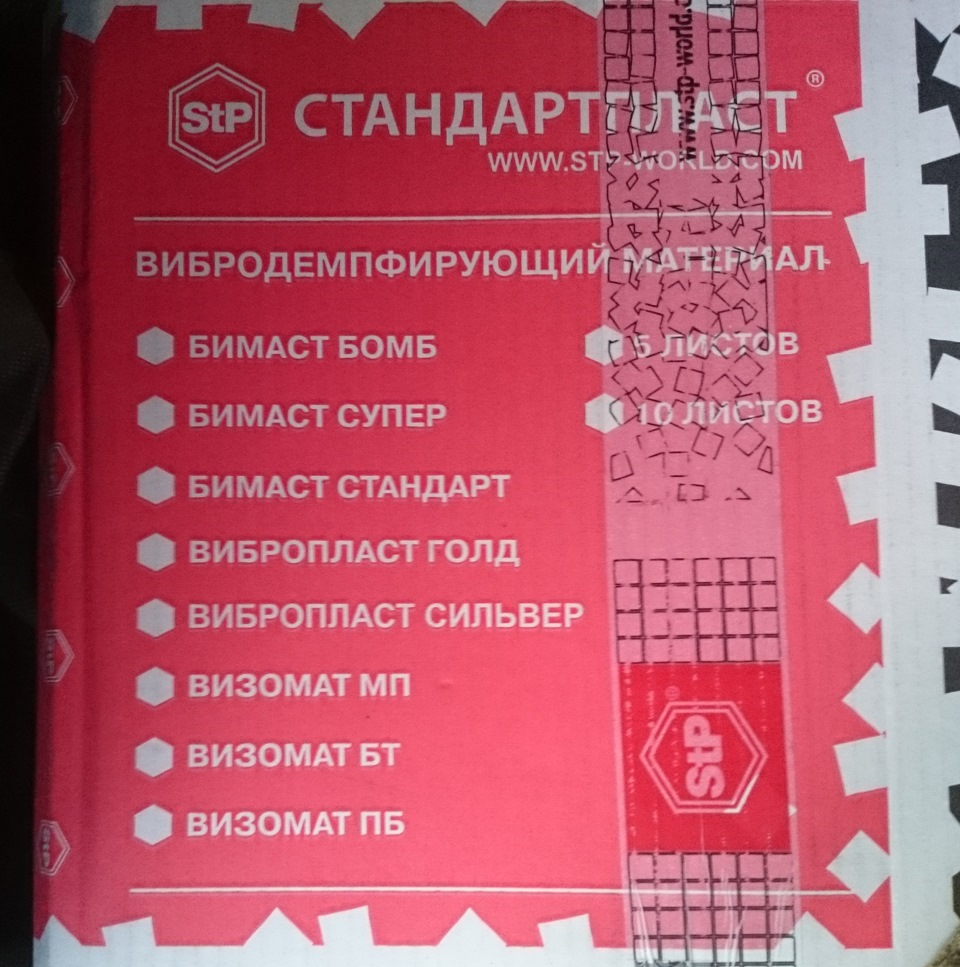 StP СТАНДАРТПЛАСТ ®
WWW.STP-WORLD.COM
ВИБРОДЕМПФИРУЮЩИЙ МАТЕРИАЛ
БИМАСТ БОМБ 5 ЛИСТОВ
БИМАСТ СУПЕР 10 ЛИСТОВ
БИМАСТ СТАНДАРТ
ВИБРОПЛАСТ ГОЛД
ВИБРОПЛАСТ СИЛЬВЕР
ВИЗОМАТ МП
ВИЗОМАТ БТ
ВИЗОМАТ ПБ
StP ®
StP